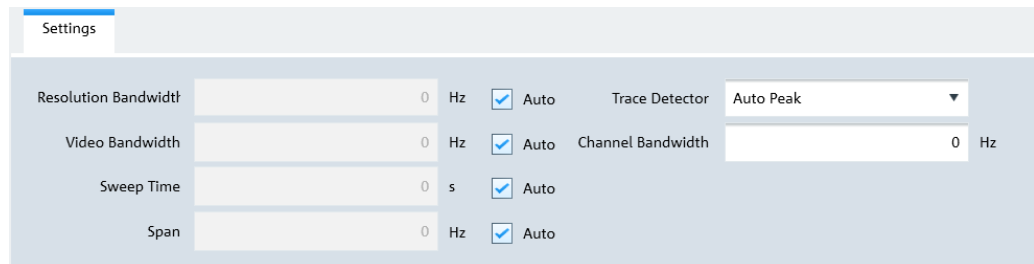 Settings
Resolution Bandwidth 0 Hz Auto Trace Detector Auto Peak
Video Bandwidth 0 Hz Auto Channel Bandwidth 0 Hz
Sweep Time 0 s Auto
Span 0 Hz Auto